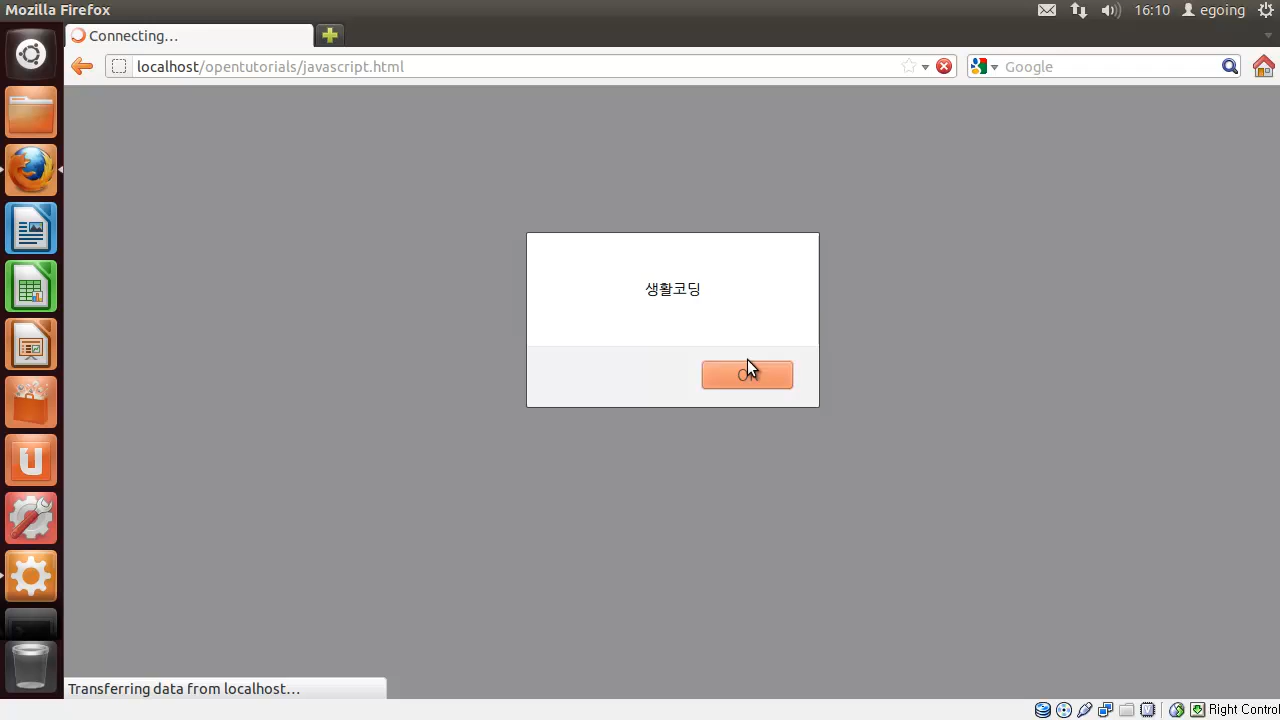 Mozilla Firefox
16:10
egoing
Connecting…
localhost/opentutorials/javascript.html
Google
생활코딩
Transferring data from localhost…
Right Control